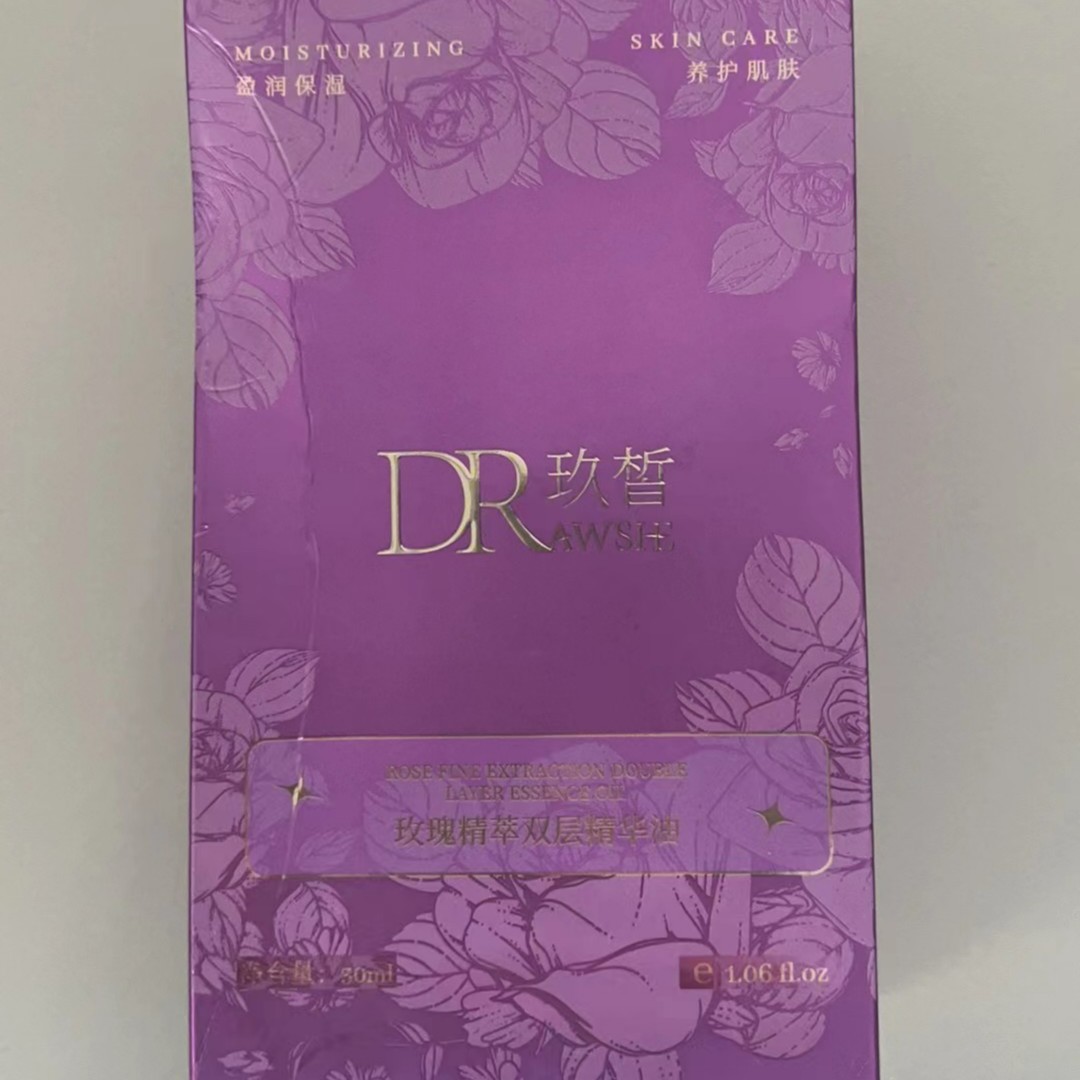 MOISTURIZING
盈润保湿
SKIN CARE
养护肌肤
DR玖皙
AWSHE
ROSE FINE EXTRACTION DOUBLE
LAYER ESSENCE OIL
玫瑰精萃双层精华油
净含量：30ml
e 1.06 fl.oz